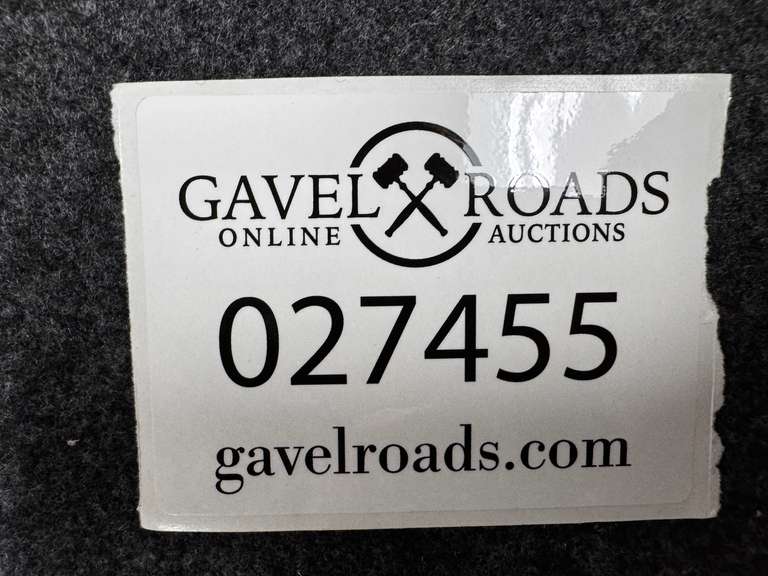 GAVEL ROADS
ONLINE AUCTIONS
027455
gavelroads.com